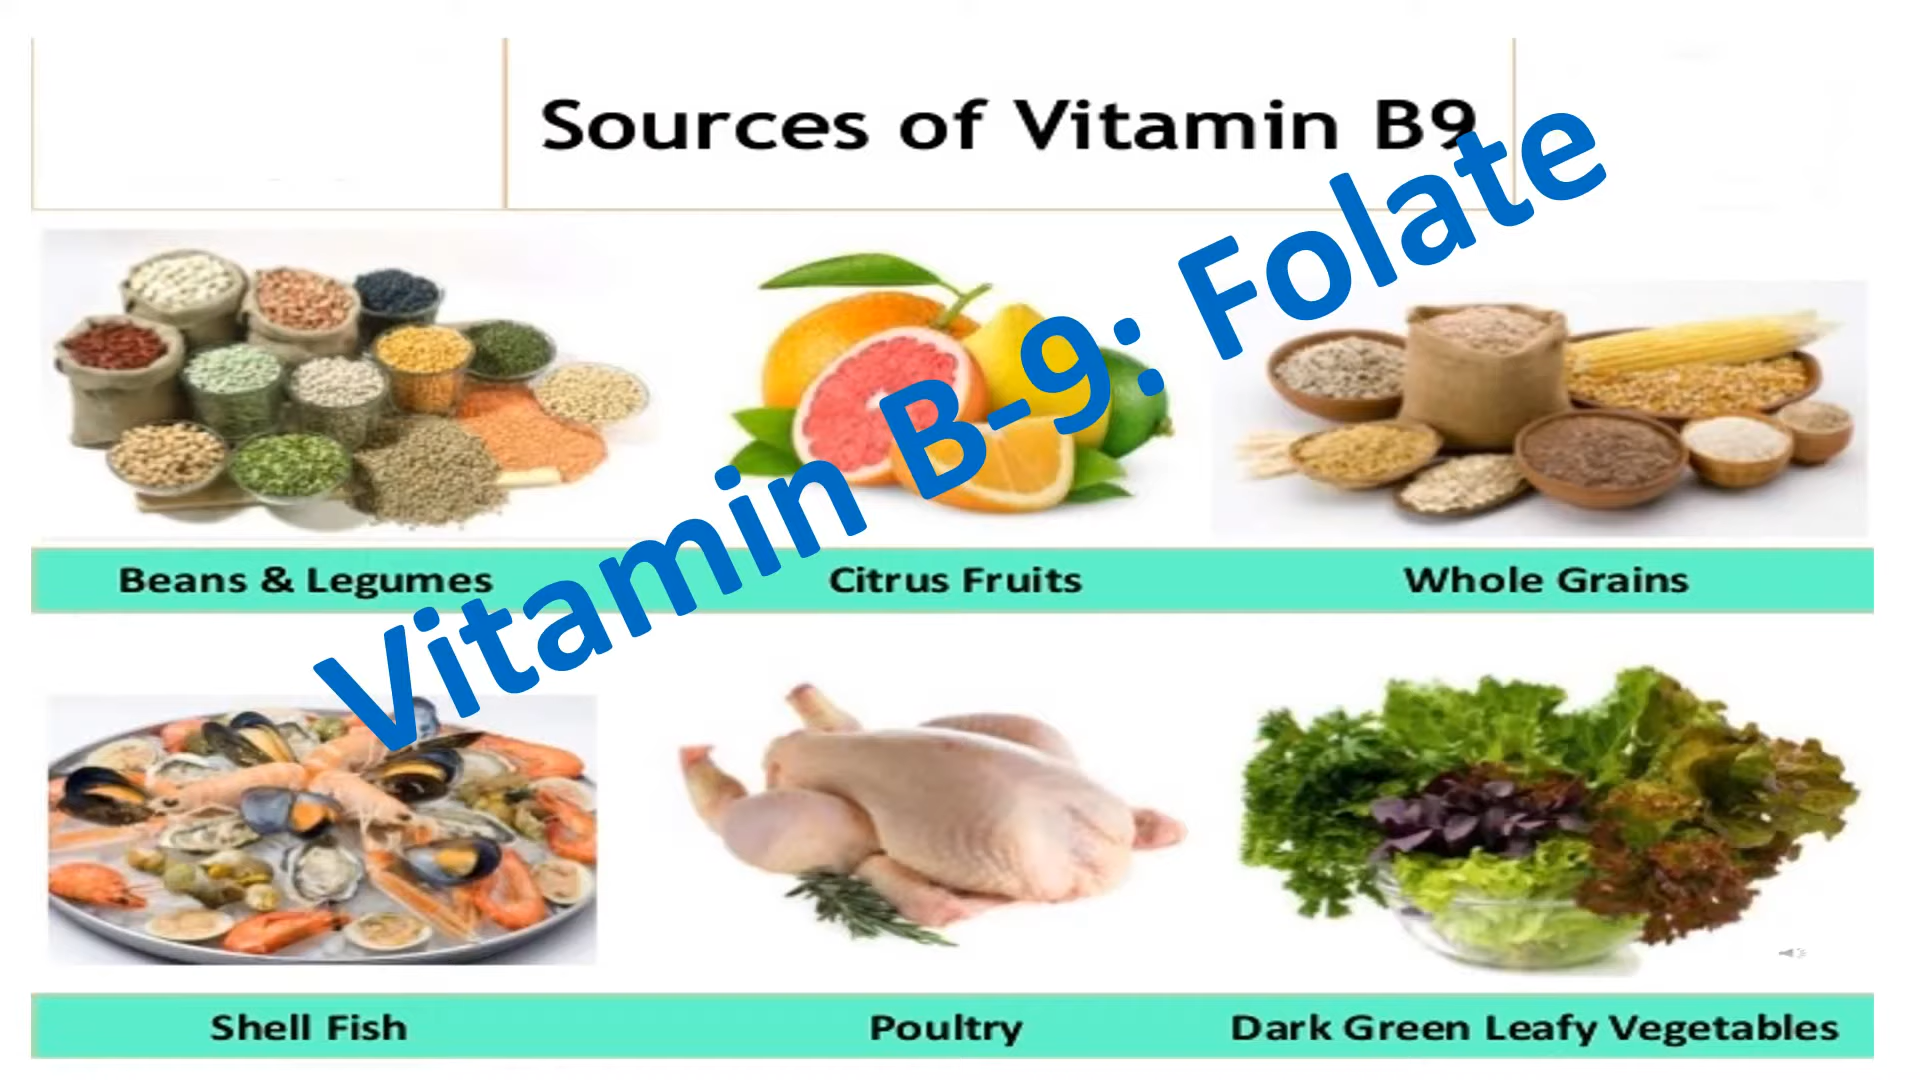 Sources of Vitamin B9
Vitamin B-9: Folate
Beans & Legumes
Citrus Fruits
Whole Grains
Shell Fish
Poultry
Dark Green Leafy Vegetables